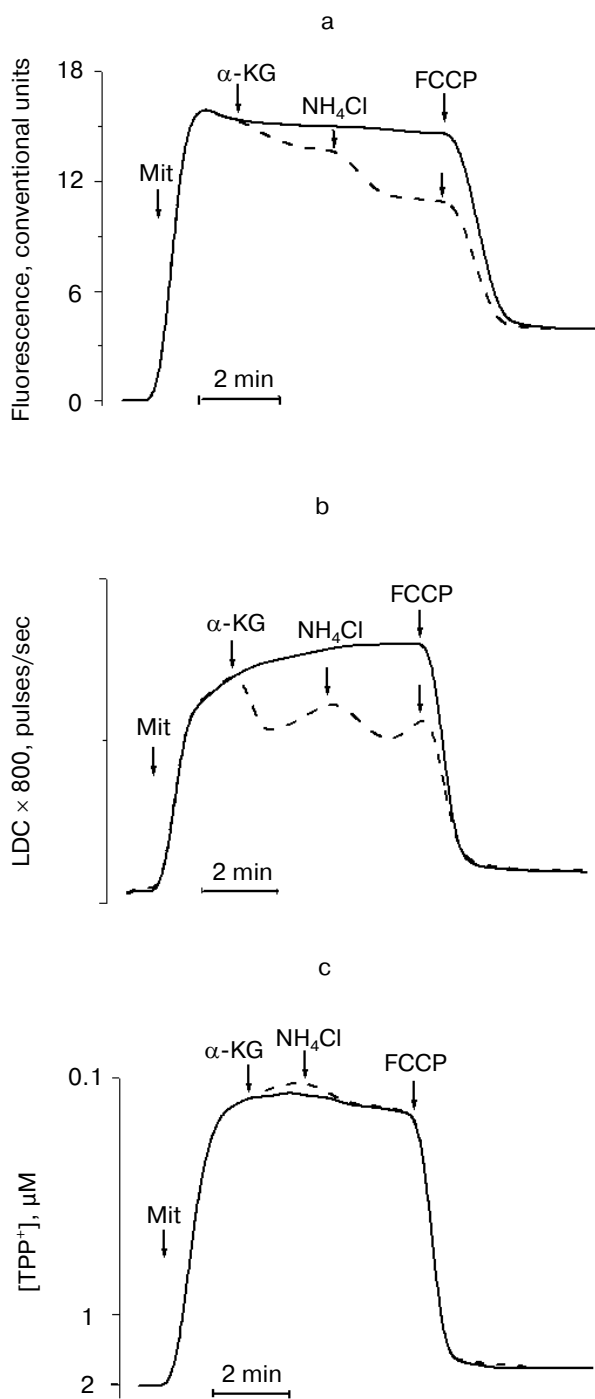 a
18
α-KG
FCCP
NH₄Cl
Mit
12
6
0
2 min
Fluorescence, conventional units
b
FCCP
α-KG
NH₄Cl
Mit
2 min
LDC × 800, pulses/sec
c
NH₄Cl
α-KG
FCCP
0.1
Mit
1
2
2 min
[TPP⁺], μM